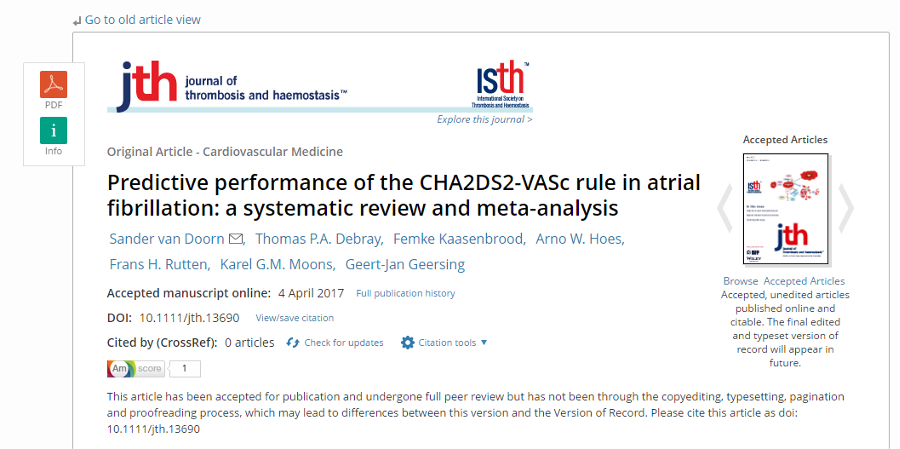 Go to old article view
PDF
Info
jth journal of
thrombosis and haemostasis™
isth™
International Society on
Thrombosis and Haemostasis
Explore this journal >
Original Article - Cardiovascular Medicine
Predictive performance of the CHA2DS2-VASc rule in atrial
fibrillation: a systematic review and meta-analysis
Sander van Doorn, Thomas P.A. Debray, Femke Kaasenbrood, Arno W. Hoes,
Frans H. Rutten, Karel G.M. Moons, Geert-Jan Geersing
Accepted manuscript online: 4 April 2017 Full publication history
DOI: 10.1111/jth.13690 View/save citation
Cited by (CrossRef): 0 articles Check for updates Citation tools
Am score 1
Accepted Articles
isth
jth
WILEY
Browse Accepted Articles
Accepted, unedited articles
published online and
citable. The final edited
and typeset version of
record will appear in
future.
This article has been accepted for publication and undergone full peer review but has not been through the copyediting, typesetting, pagination
and proofreading process, which may lead to differences between this version and the Version of Record. Please cite this article as doi:
10.1111/jth.13690